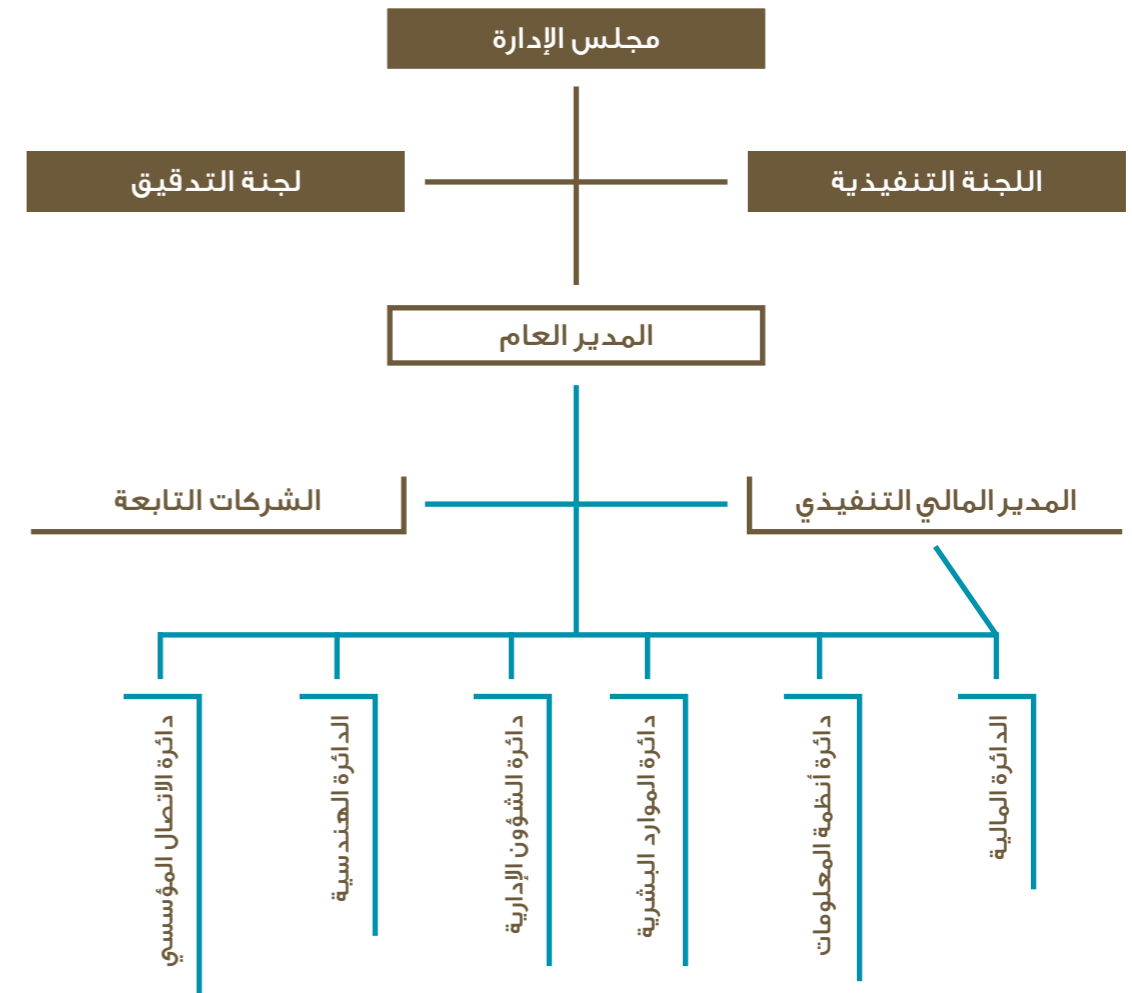 مجلس الإدارة
اللجنة التنفيذية
لجنة التدقيق
المدير العام
المدير المالي التنفيذي
الشركات التابعة
الدائرة المالية
دائرة أنظمة المعلومات
دائرة الموارد البشرية
دائرة الشؤون الإدارية
الدائرة الهندسية
دائرة الاتصال المؤسسي